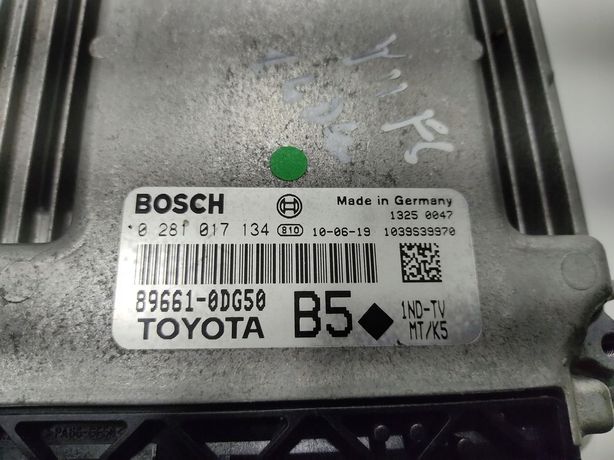 BOSCH
Made in Germany
1325 0047
0 281 017 134 810 10-06-19 1039S39970
89661-0DG50
TOYOTA
B5
1ND-TV
MT/K5